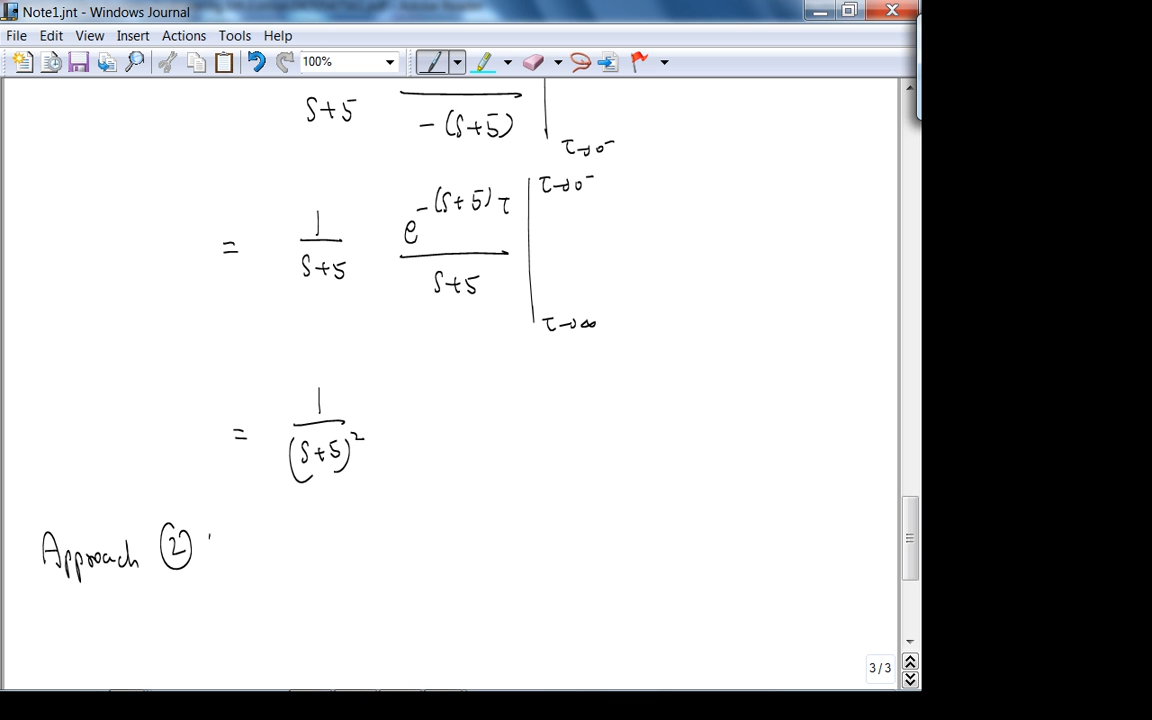 Note1.jnt - Windows Journal
File Edit View Insert Actions Tools Help
100%
S+5 -(S+5) | τ→0⁻
= 1/(S+5) e^(-(S+5)τ)/(S+5) | τ→0⁻ τ→∞
= 1/(S+5)²
Approach ②
3/3